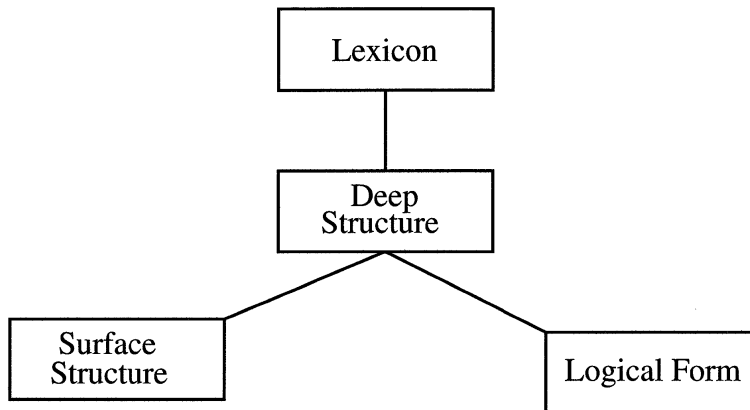 Lexicon
Deep
Structure
Surface
Structure
Logical Form